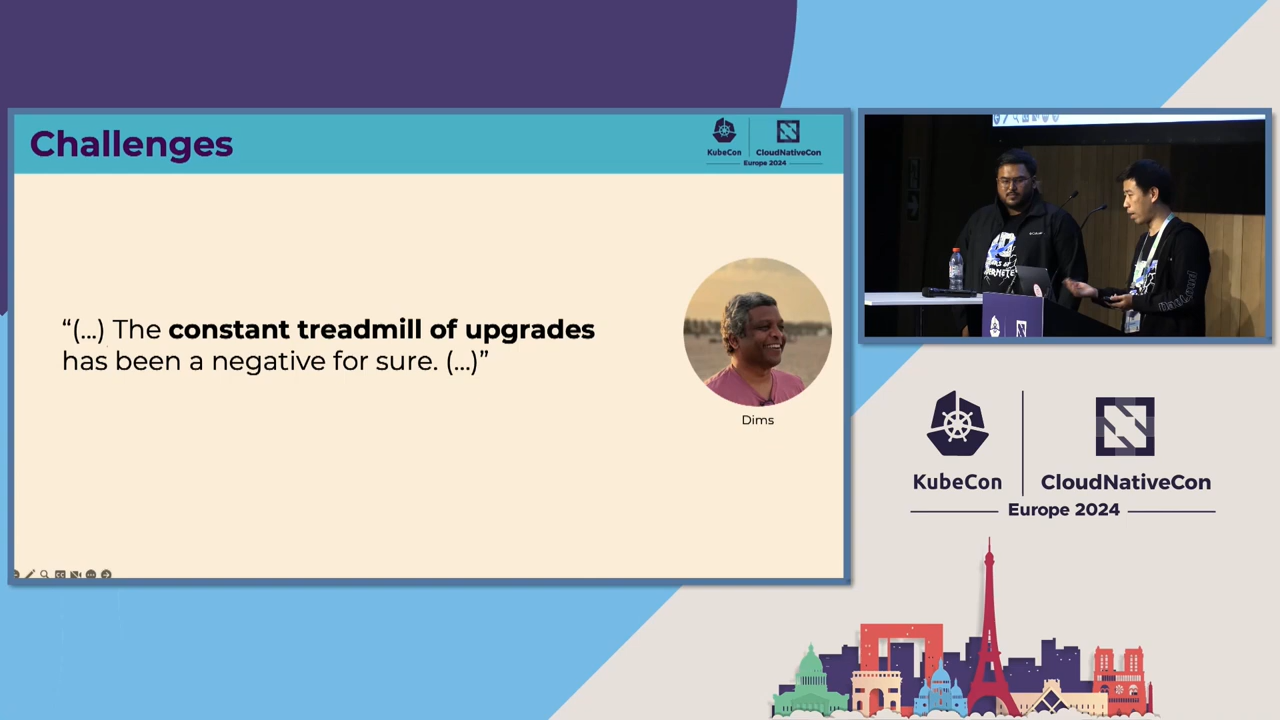 Challenges
KubeCon
CloudNativeCon
Europe 2024
“(...) The constant treadmill of upgrades
has been a negative for sure. (...)”
Dims
KubeCon
CloudNativeCon
Europe 2024